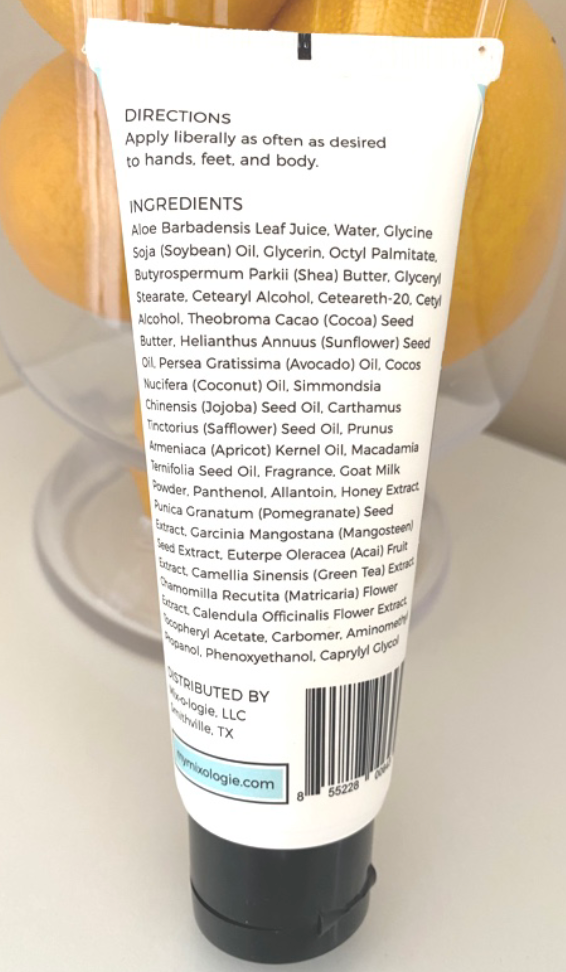 DIRECTIONS
Apply liberally as often as desired
to hands, feet, and body.
INGREDIENTS
Aloe Barbadensis Leaf Juice, Water, Glycine
Soja (Soybean) Oil, Glycerin, Octyl Palmitate,
Butyrospermum Parkii (Shea) Butter, Glyceryl
Stearate, Cetearyl Alcohol, Ceteareth-20, Cetyl
Alcohol, Theobroma Cacao (Cocoa) Seed
Butter, Helianthus Annuus (Sunflower) Seed
Oil, Persea Gratissima (Avocado) Oil, Cocos
Nucifera (Coconut) Oil, Simmondsia
Chinensis (Jojoba) Seed Oil, Carthamus
Tinctorius (Safflower) Seed Oil, Prunus
Armeniaca (Apricot) Kernel Oil, Macadamia
Ternifolia Seed Oil, Fragrance, Goat Milk
Powder, Panthenol, Allantoin, Honey Extract,
Punica Granatum (Pomegranate) Seed
Extract, Garcinia Mangostana (Mangosteen)
Seed Extract, Euterpe Oleracea (Acai) Fruit
Extract, Camellia Sinensis (Green Tea) Extract,
Chamomilla Recutita (Matricaria) Flower
Extract, Calendula Officinalis Flower Extract,
Tocopheryl Acetate, Carbomer, Aminomethyl
Propanol, Phenoxyethanol, Caprylyl Glycol
DISTRIBUTED BY
Mix-o-logie, LLC
Smithville, TX
mymixologie.com
8 55228